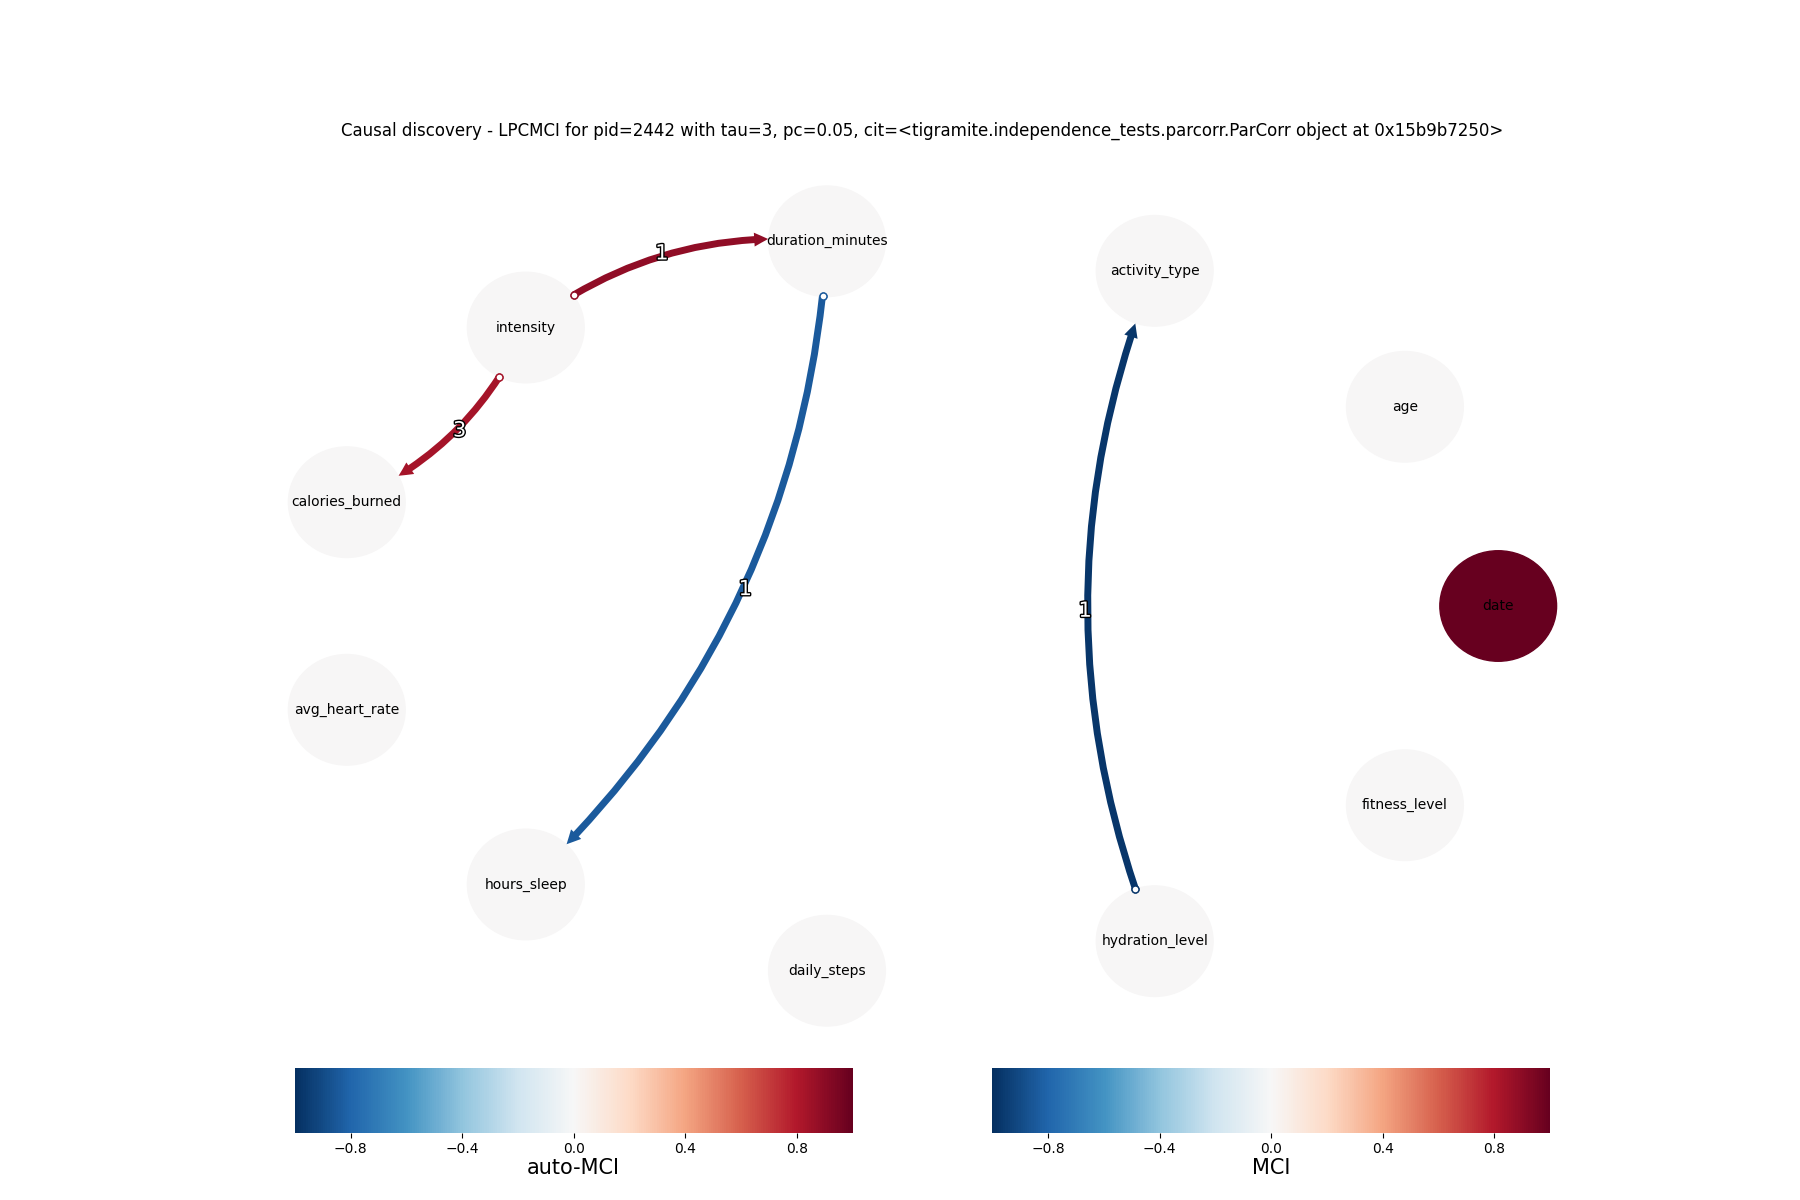 Causal discovery - LPCMCI for pid=2442 with tau=3, pc=0.05, cit=<tigramite.independence_tests.parcorr.ParCorr object at 0x15b9b7250>
duration_minutes
1
activity_type
intensity
age
3
calories_burned
1
1
date
avg_heart_rate
fitness_level
hours_sleep
hydration_level
daily_steps
−0.8 −0.4 0.0 0.4 0.8
auto-MCI
−0.8 −0.4 0.0 0.4 0.8
MCI